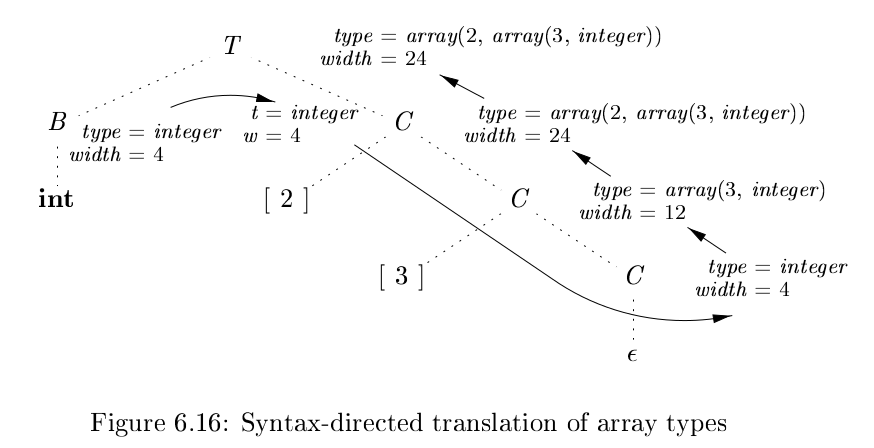 T
type = array(2, array(3, integer))
width = 24
B
type = integer
width = 4
t = integer
w = 4
C
type = array(2, array(3, integer))
width = 24
int
[ 2 ]
C
type = array(3, integer)
width = 12
[ 3 ]
C
type = integer
width = 4
ϵ
Figure 6.16: Syntax-directed translation of array types